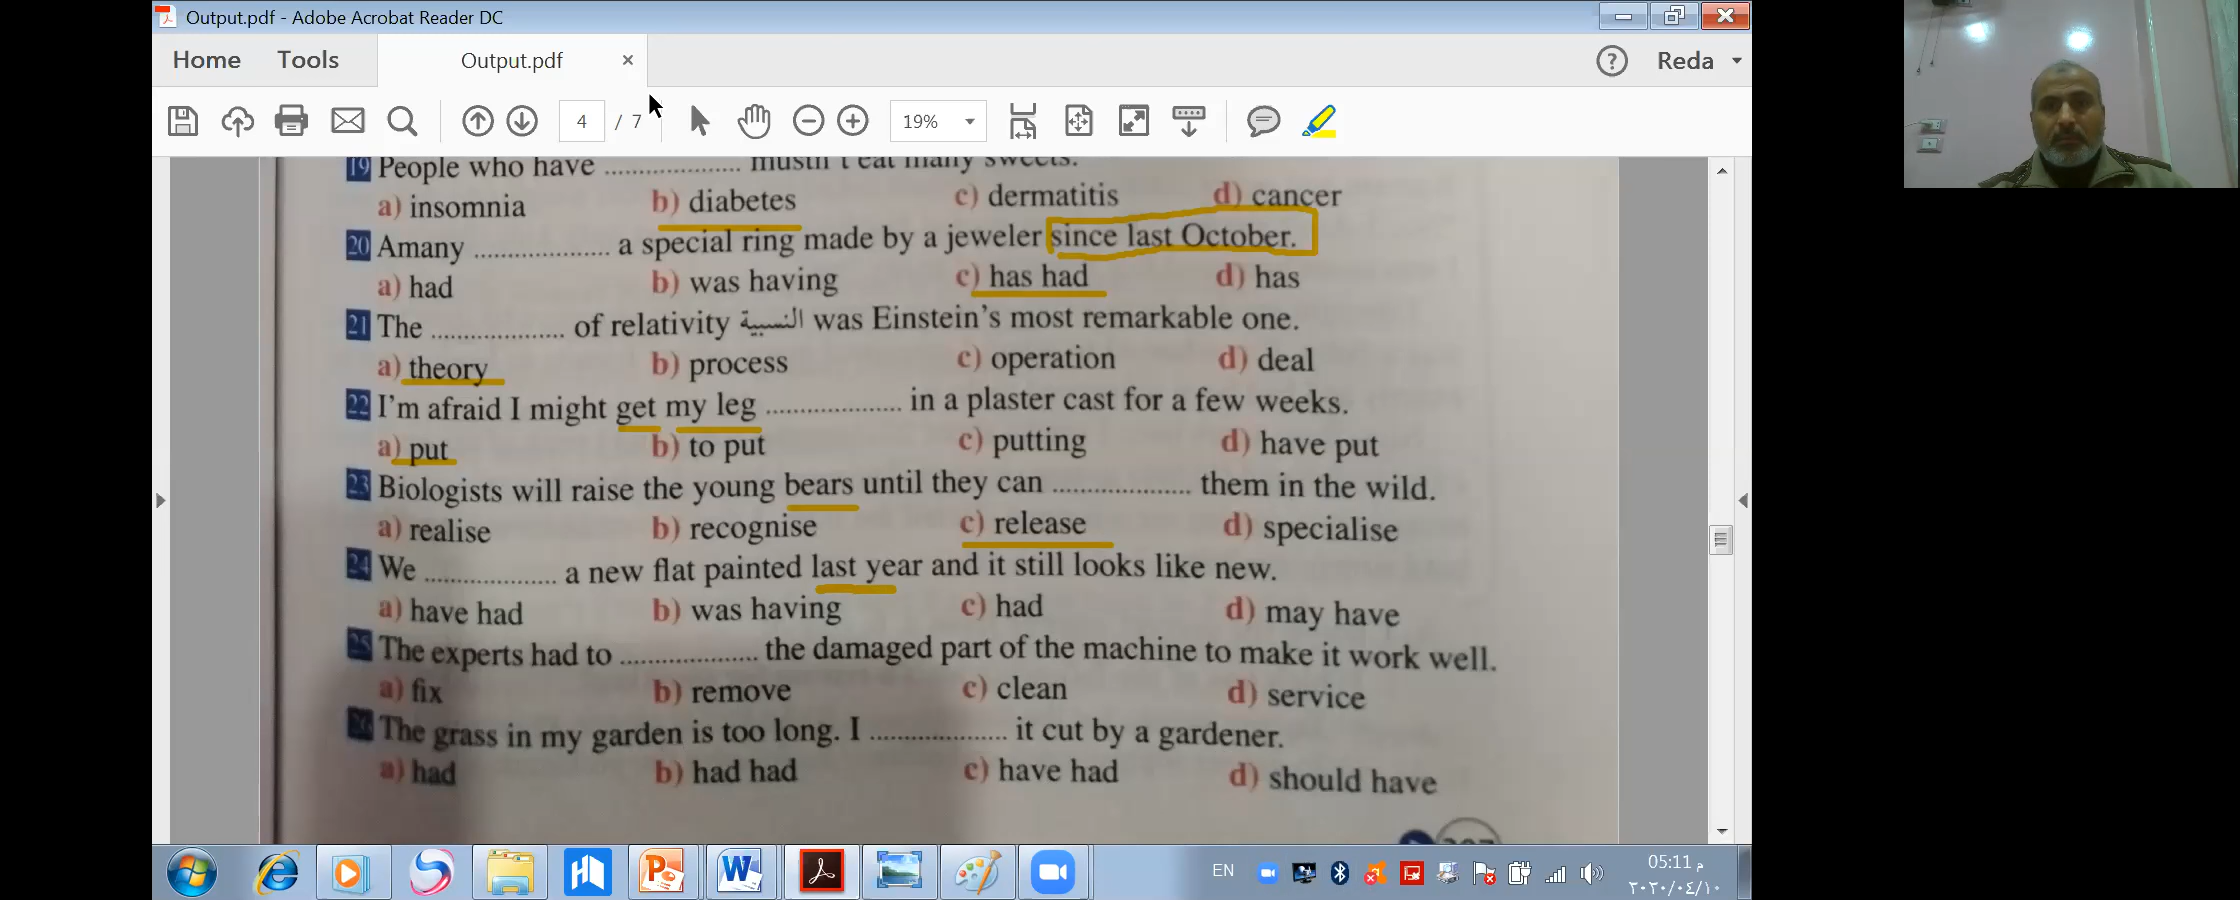 Output.pdf - Adobe Acrobat Reader DC
Home Tools Output.pdf × ? Reda
4 / 7 19%
19 People who have .................... mustn't eat many sweets.
a) insomnia b) diabetes c) dermatitis d) cancer
20 Amany .................... a special ring made by a jeweler since last October.
a) had b) was having c) has had d) has
21 The .................... of relativity النسبية was Einstein's most remarkable one.
a) theory b) process c) operation d) deal
22 I'm afraid I might get my leg .................... in a plaster cast for a few weeks.
a) put b) to put c) putting d) have put
23 Biologists will raise the young bears until they can .................... them in the wild.
a) realise b) recognise c) release d) specialise
24 We .................... a new flat painted last year and it still looks like new.
a) have had b) was having c) had d) may have
25 The experts had to .................... the damaged part of the machine to make it work well.
a) fix b) remove c) clean d) service
26 The grass in my garden is too long. I .................... it cut by a gardener.
a) had b) had had c) have had d) should have
EN 05:11 م
٢٠٢٠/٠٤/١٠